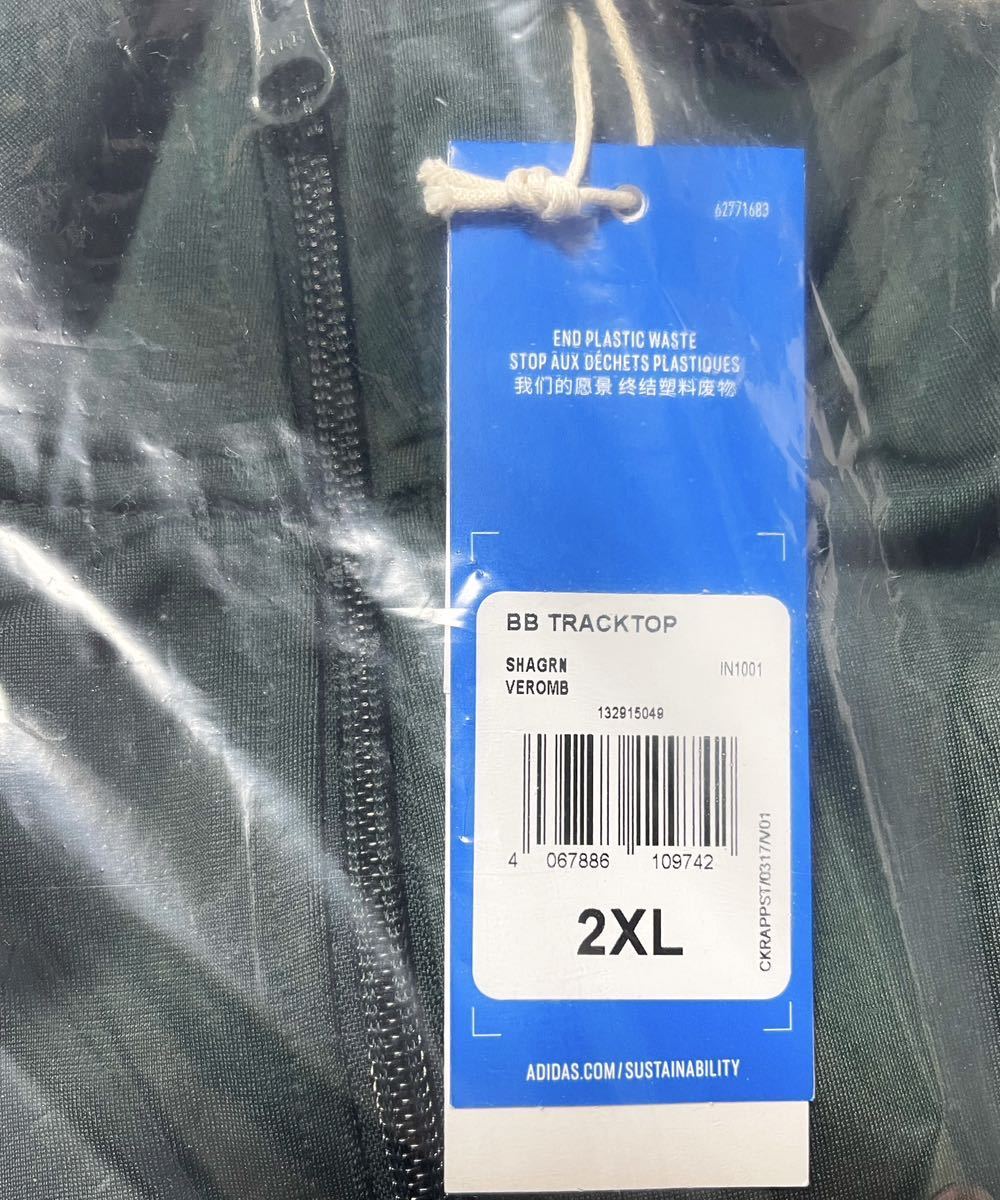 62771683
END PLASTIC WASTE
STOP AUX DÉCHETS PLASTIQUES
我们的愿景 终结塑料废物
BB TRACKTOP
SHAGRN IN1001
VEROMB
132915049
4 067886 109742
2XL
CKRAPPST/0317/V01
ADIDAS.COM/SUSTAINABILITY